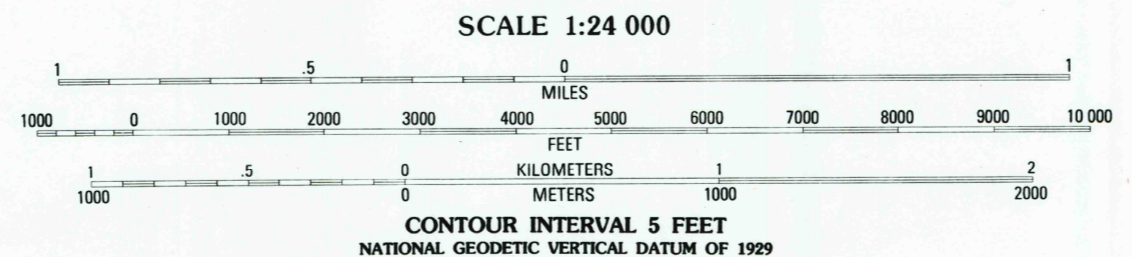 SCALE 1:24 000
1 .5 0 1
MILES
1000 0 1000 2000 3000 4000 5000 6000 7000 8000 9000 10 000
FEET
1 .5 0 KILOMETERS 1 2
1000 0 METERS 1000 2000
CONTOUR INTERVAL 5 FEET
NATIONAL GEODETIC VERTICAL DATUM OF 1929